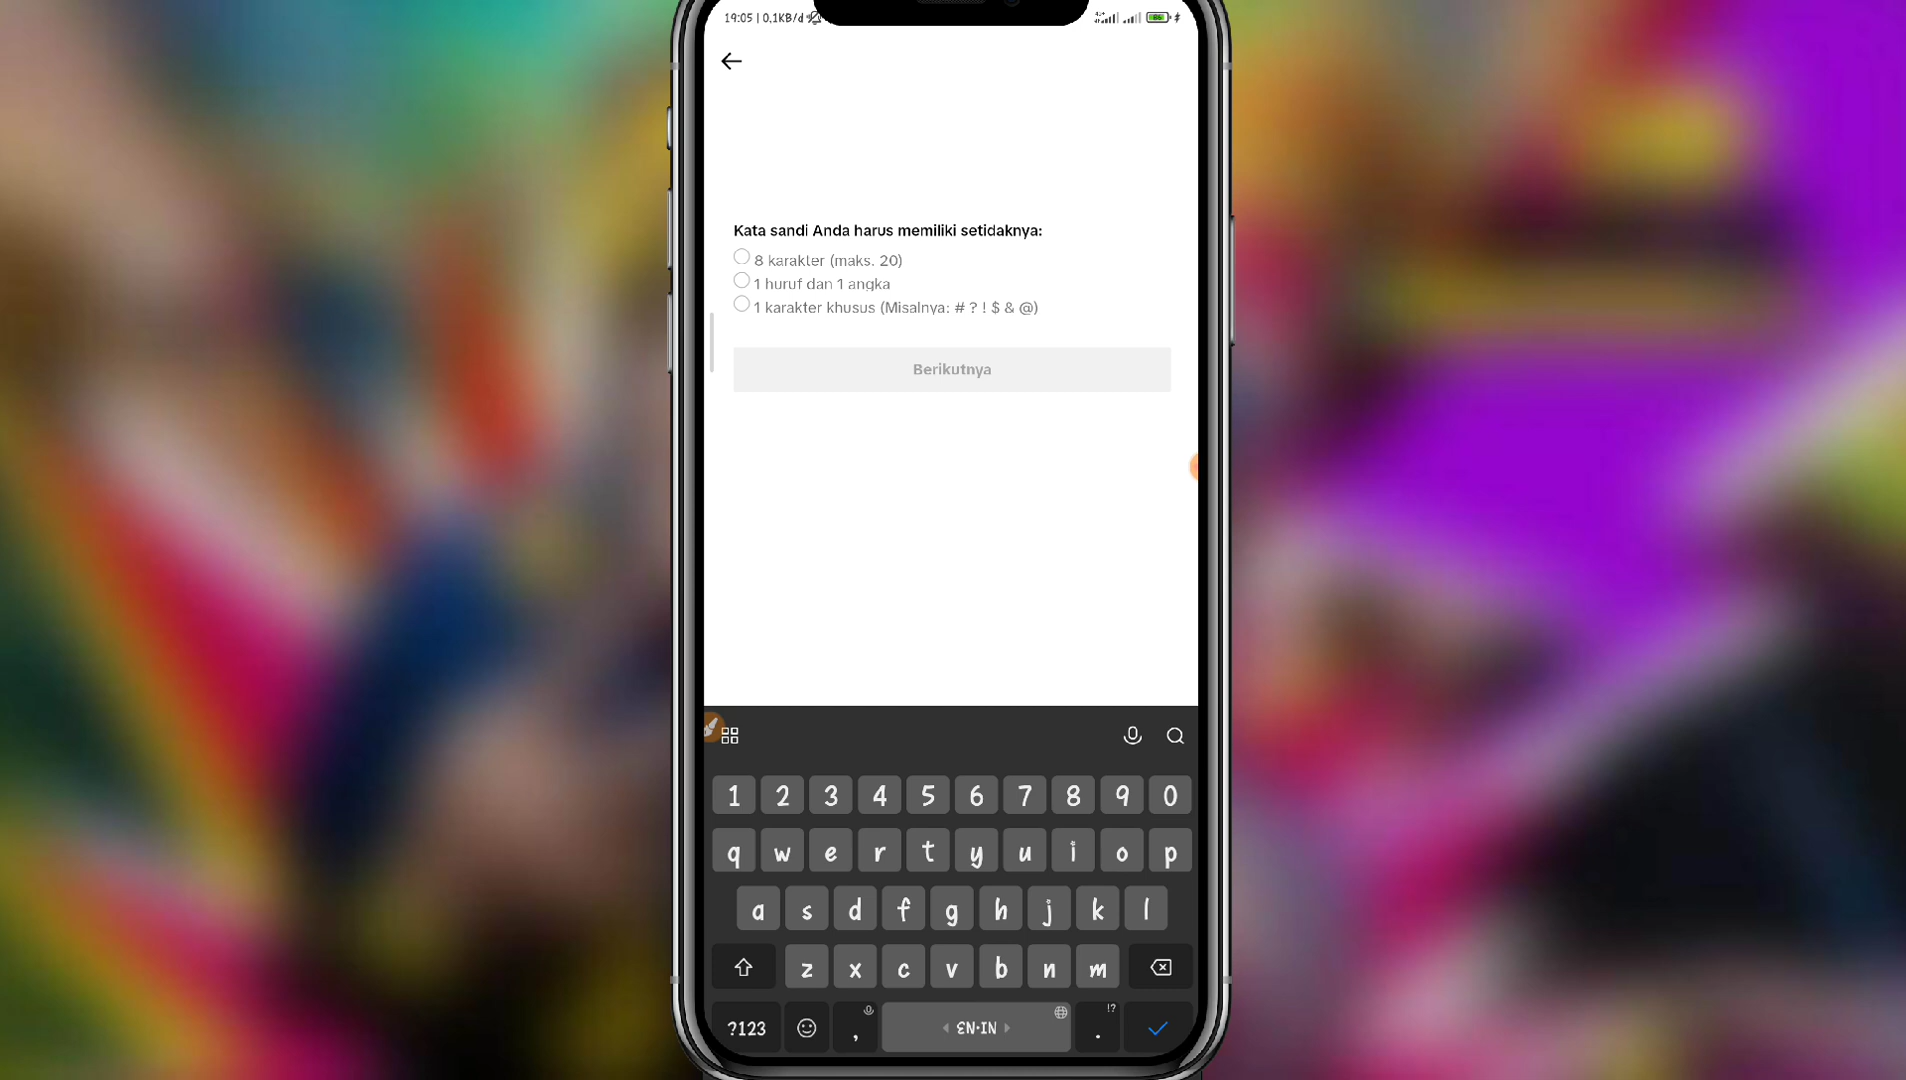 19:05 | 0,1KB/d
86
Kata sandi Anda harus memiliki setidaknya:
8 karakter (maks. 20)
1 huruf dan 1 angka
1 karakter khusus (Misalnya: # ? ! $ & @)
Berikutnya
1 2 3 4 5 6 7 8 9 0
q w e r t y u i o p
a s d f g h j k l
z x c v b n m
!?
?123 , EN·IN .